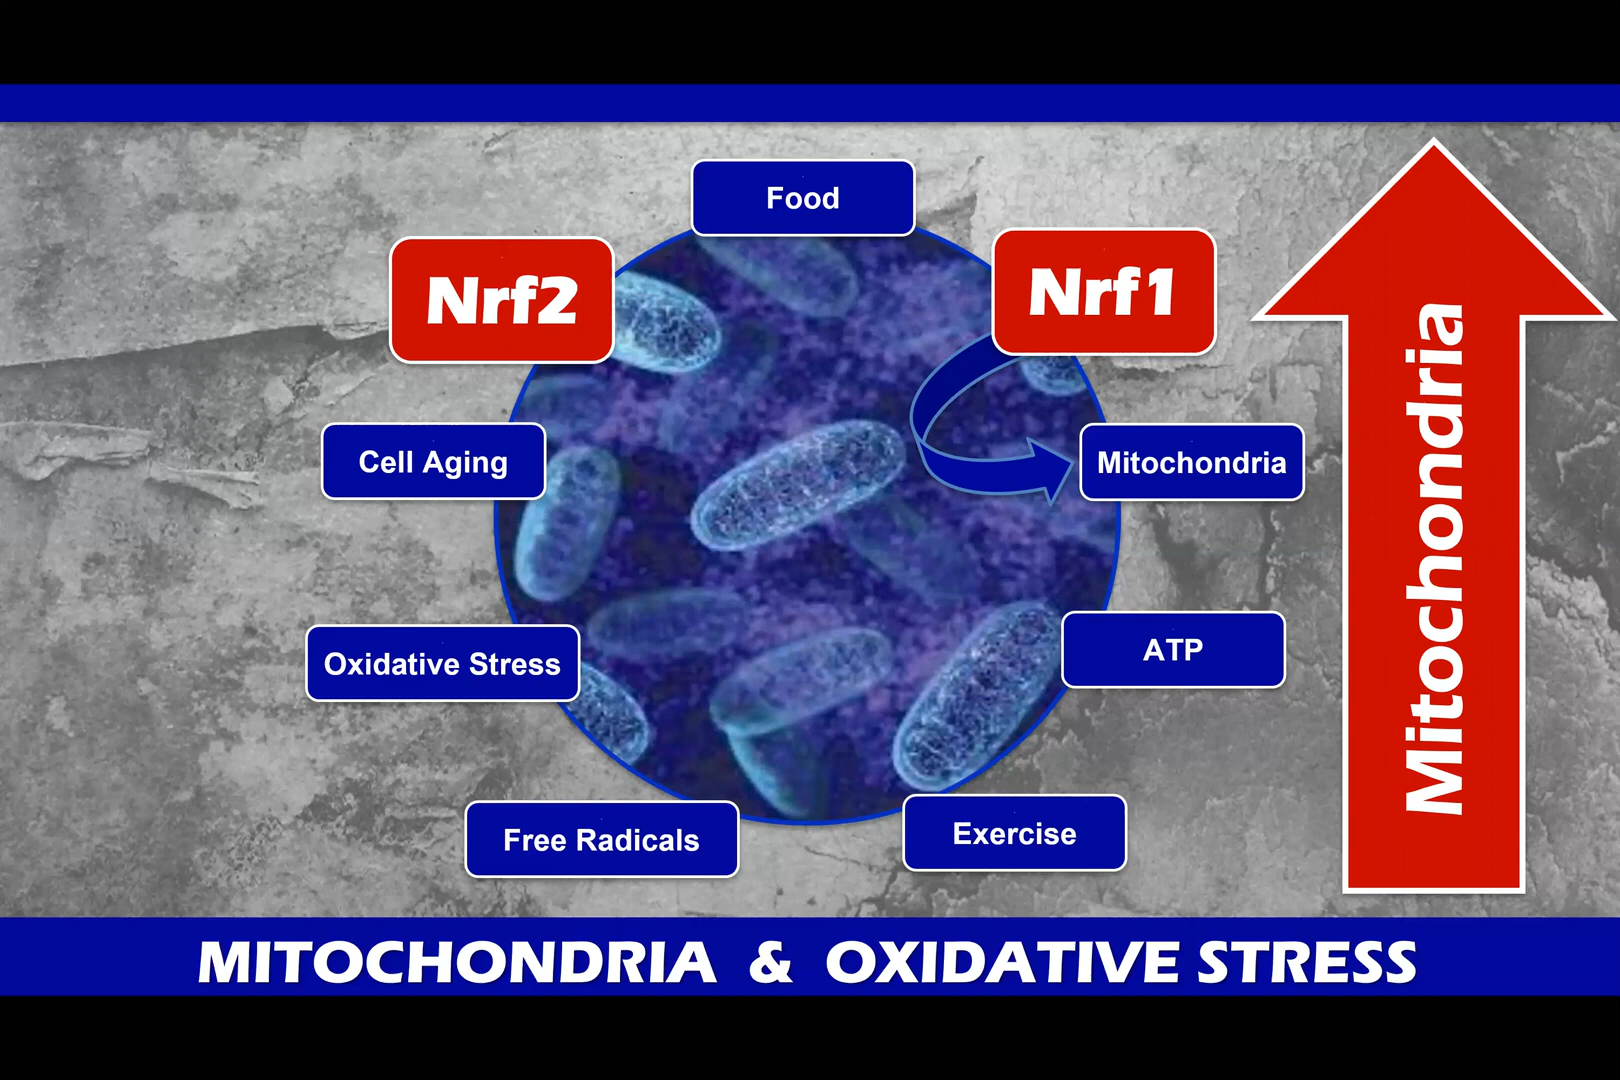 Food
Nrf2
Nrf1
Cell Aging
Mitochondria
Oxidative Stress
ATP
Free Radicals
Exercise
Mitochondria
MITOCHONDRIA & OXIDATIVE STRESS